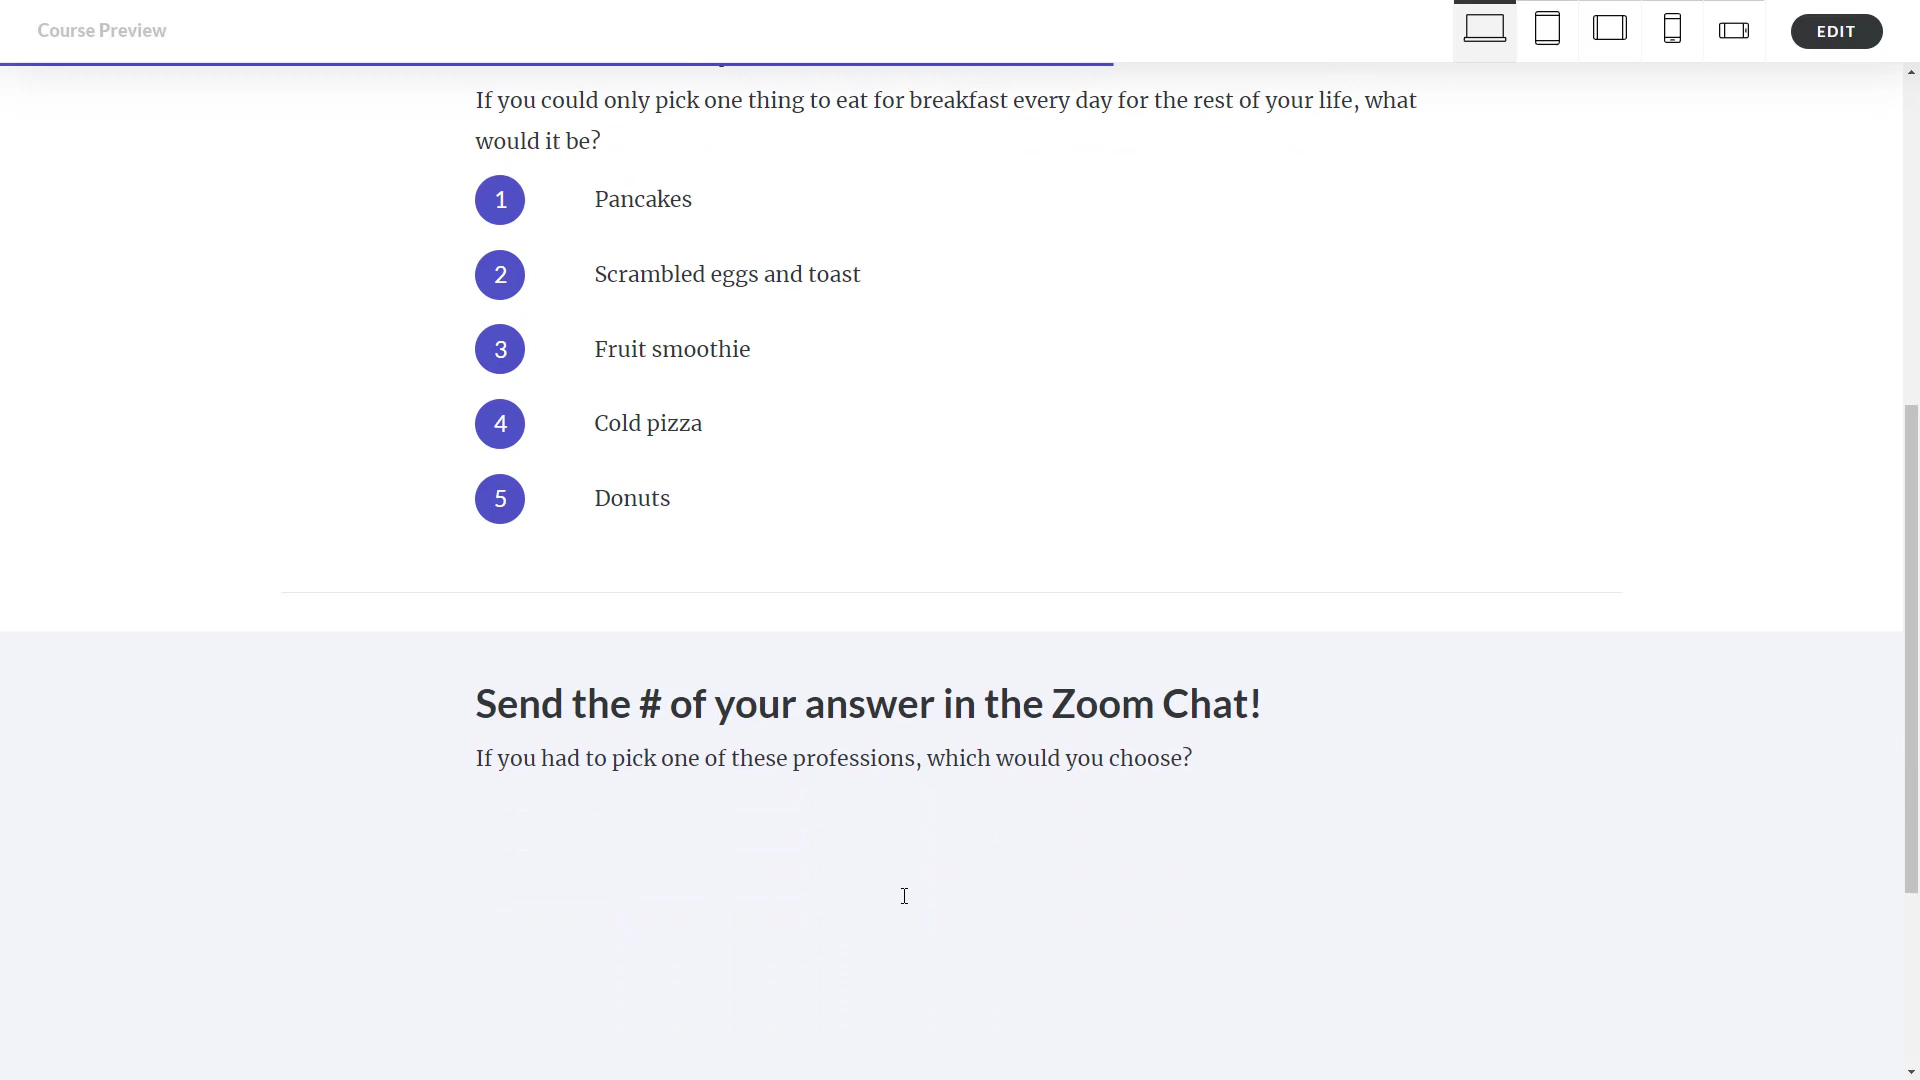 Course Preview
EDIT
If you could only pick one thing to eat for breakfast every day for the rest of your life, what
would it be?
1 Pancakes
2 Scrambled eggs and toast
3 Fruit smoothie
4 Cold pizza
5 Donuts
Send the # of your answer in the Zoom Chat!
If you had to pick one of these professions, which would you choose?